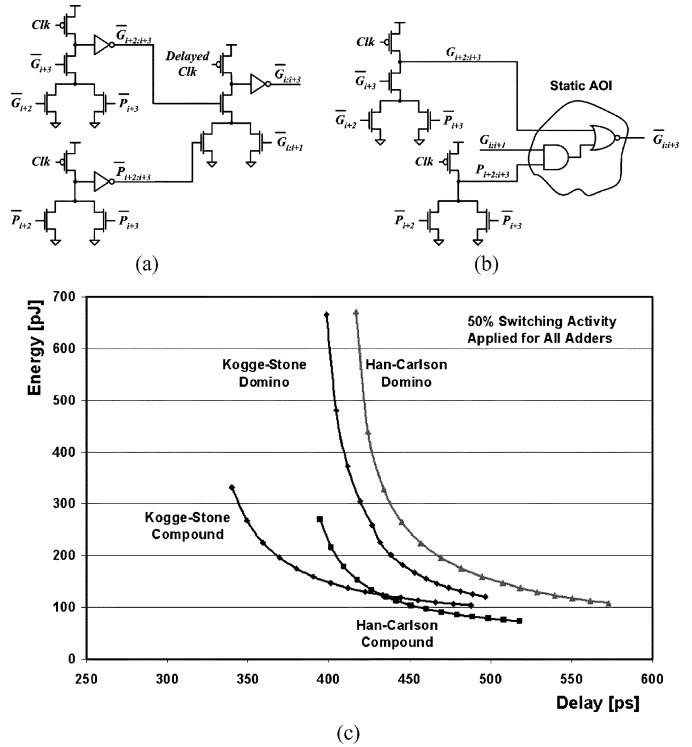 Clk
G̅i+2:i+3
G̅i+3
G̅i+2
P̅i+3
Delayed
Clk
G̅i:i+3
G̅i:i+1
Clk
P̅i+2:i+3
P̅i+2
P̅i+3
(a)
Clk
Gi+2:i+3
G̅i+3
G̅i+2
P̅i+3
Static AOI
Gi:i+1
Clk
Pi+2:i+3
G̅i:i+3
P̅i+2
P̅i+3
(b)
Energy [pJ]
700
600
500
400
300
200
100
0
50% Switching Activity
Applied for All Adders
Kogge-Stone
Domino
Han-Carlson
Domino
Kogge-Stone
Compound
Han-Carlson
Compound
250
300
350
400
450
500
550
600
Delay [ps]
(c)